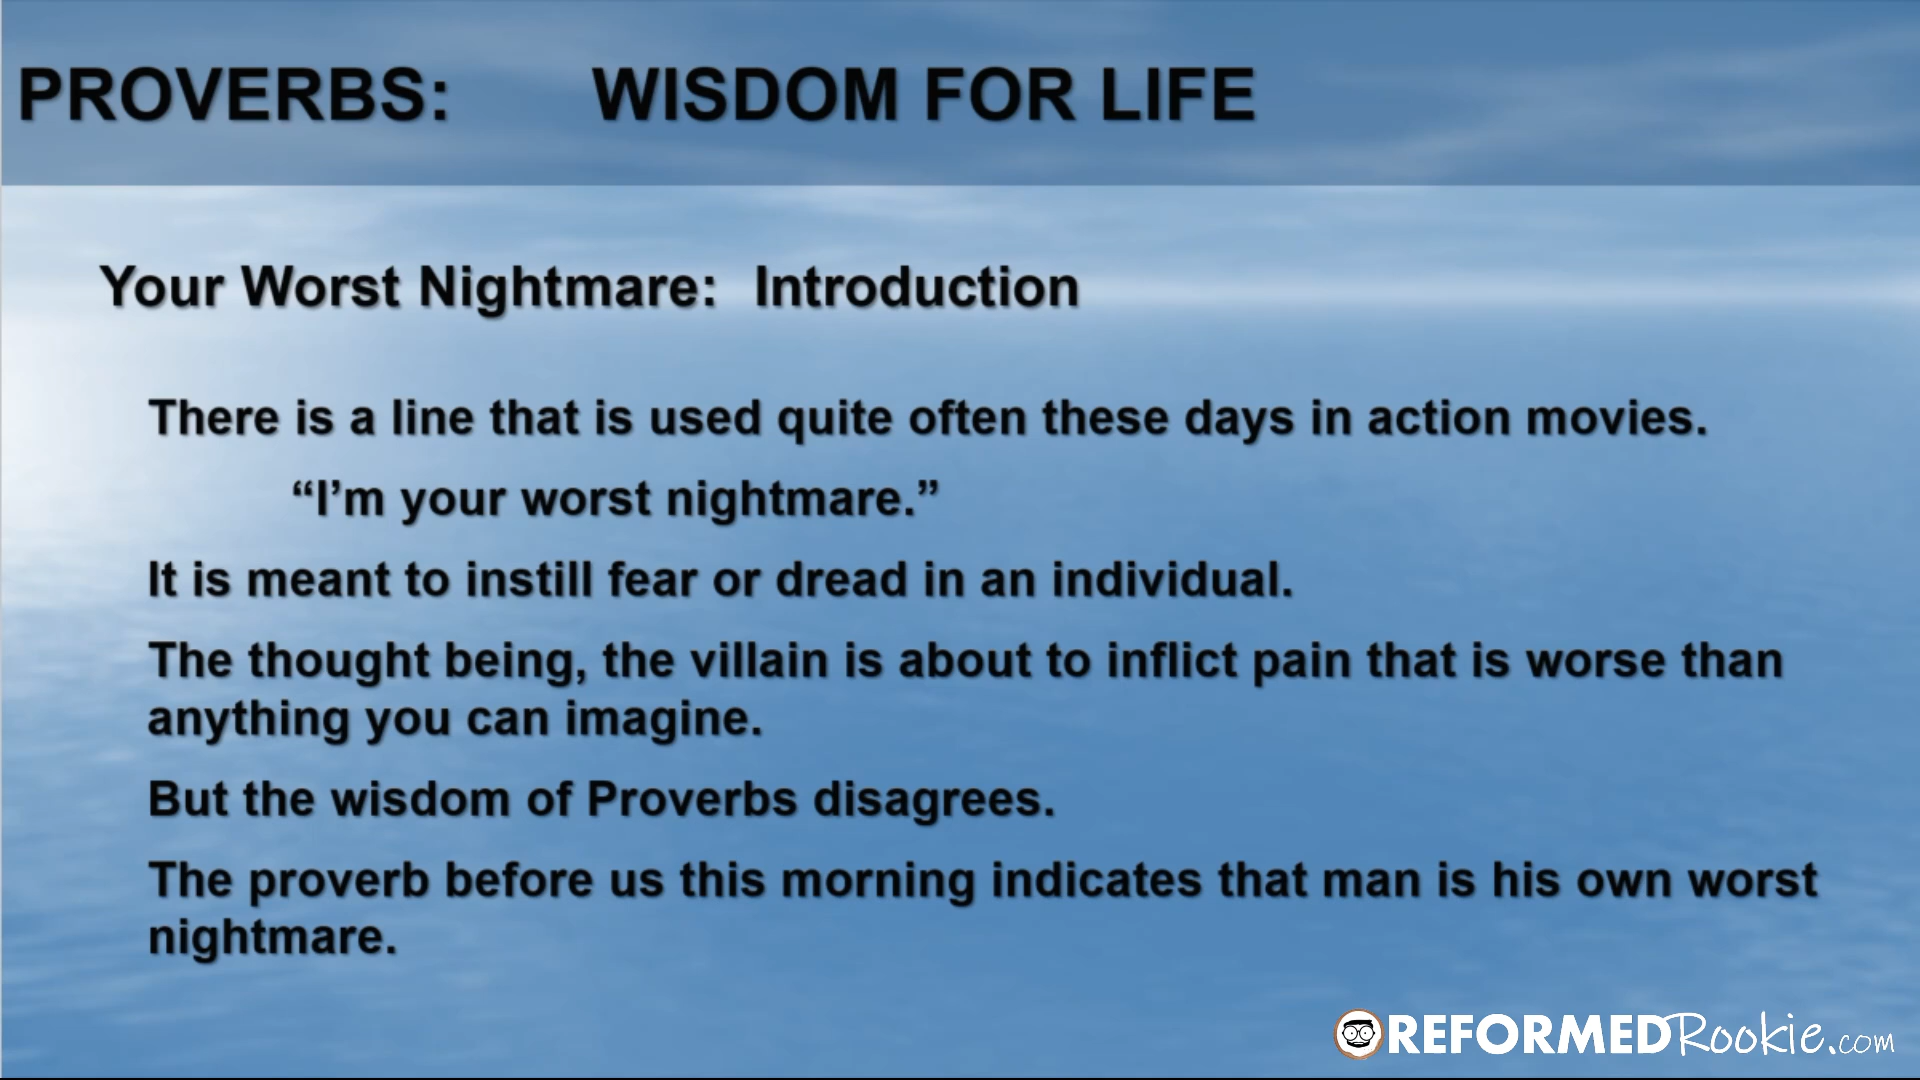 PROVERBS: WISDOM FOR LIFE
Your Worst Nightmare: Introduction
There is a line that is used quite often these days in action movies.
“I’m your worst nightmare.”
It is meant to instill fear or dread in an individual.
The thought being, the villain is about to inflict pain that is worse than
anything you can imagine.
But the wisdom of Proverbs disagrees.
The proverb before us this morning indicates that man is his own worst
nightmare.
REFORMEDRookie.com